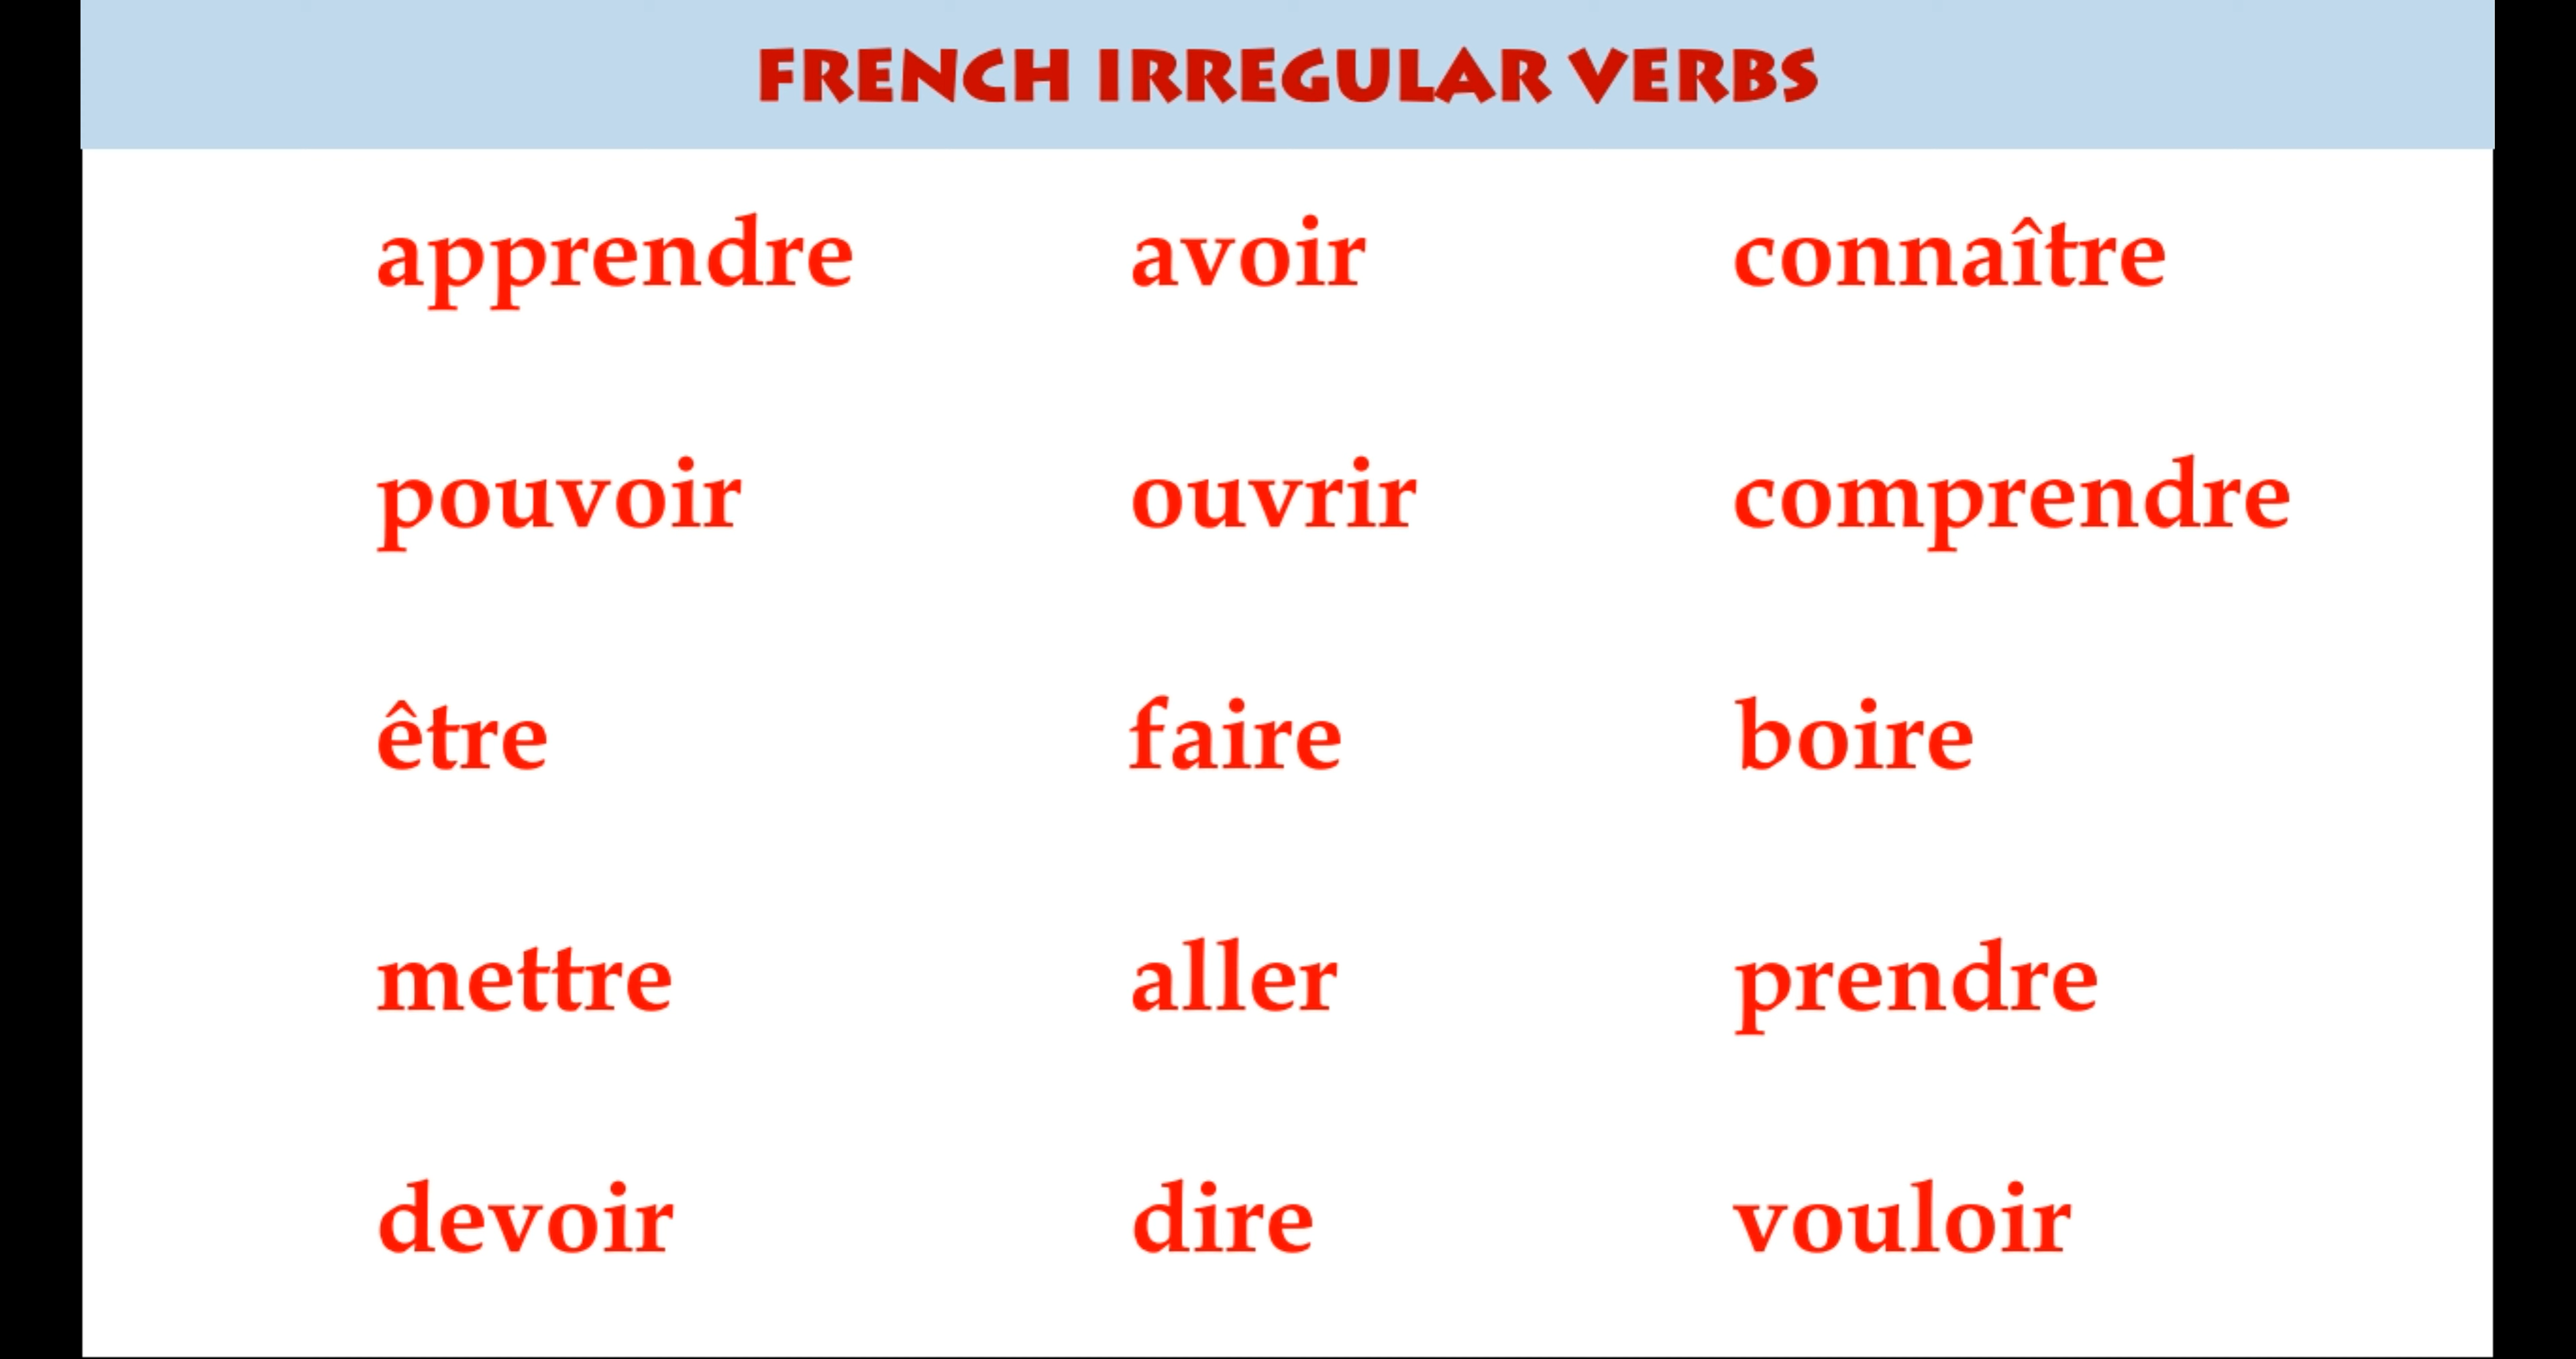 FRENCH IRREGULAR VERBS
apprendre avoir connaître
pouvoir ouvrir comprendre
être faire boire
mettre aller prendre
devoir dire vouloir